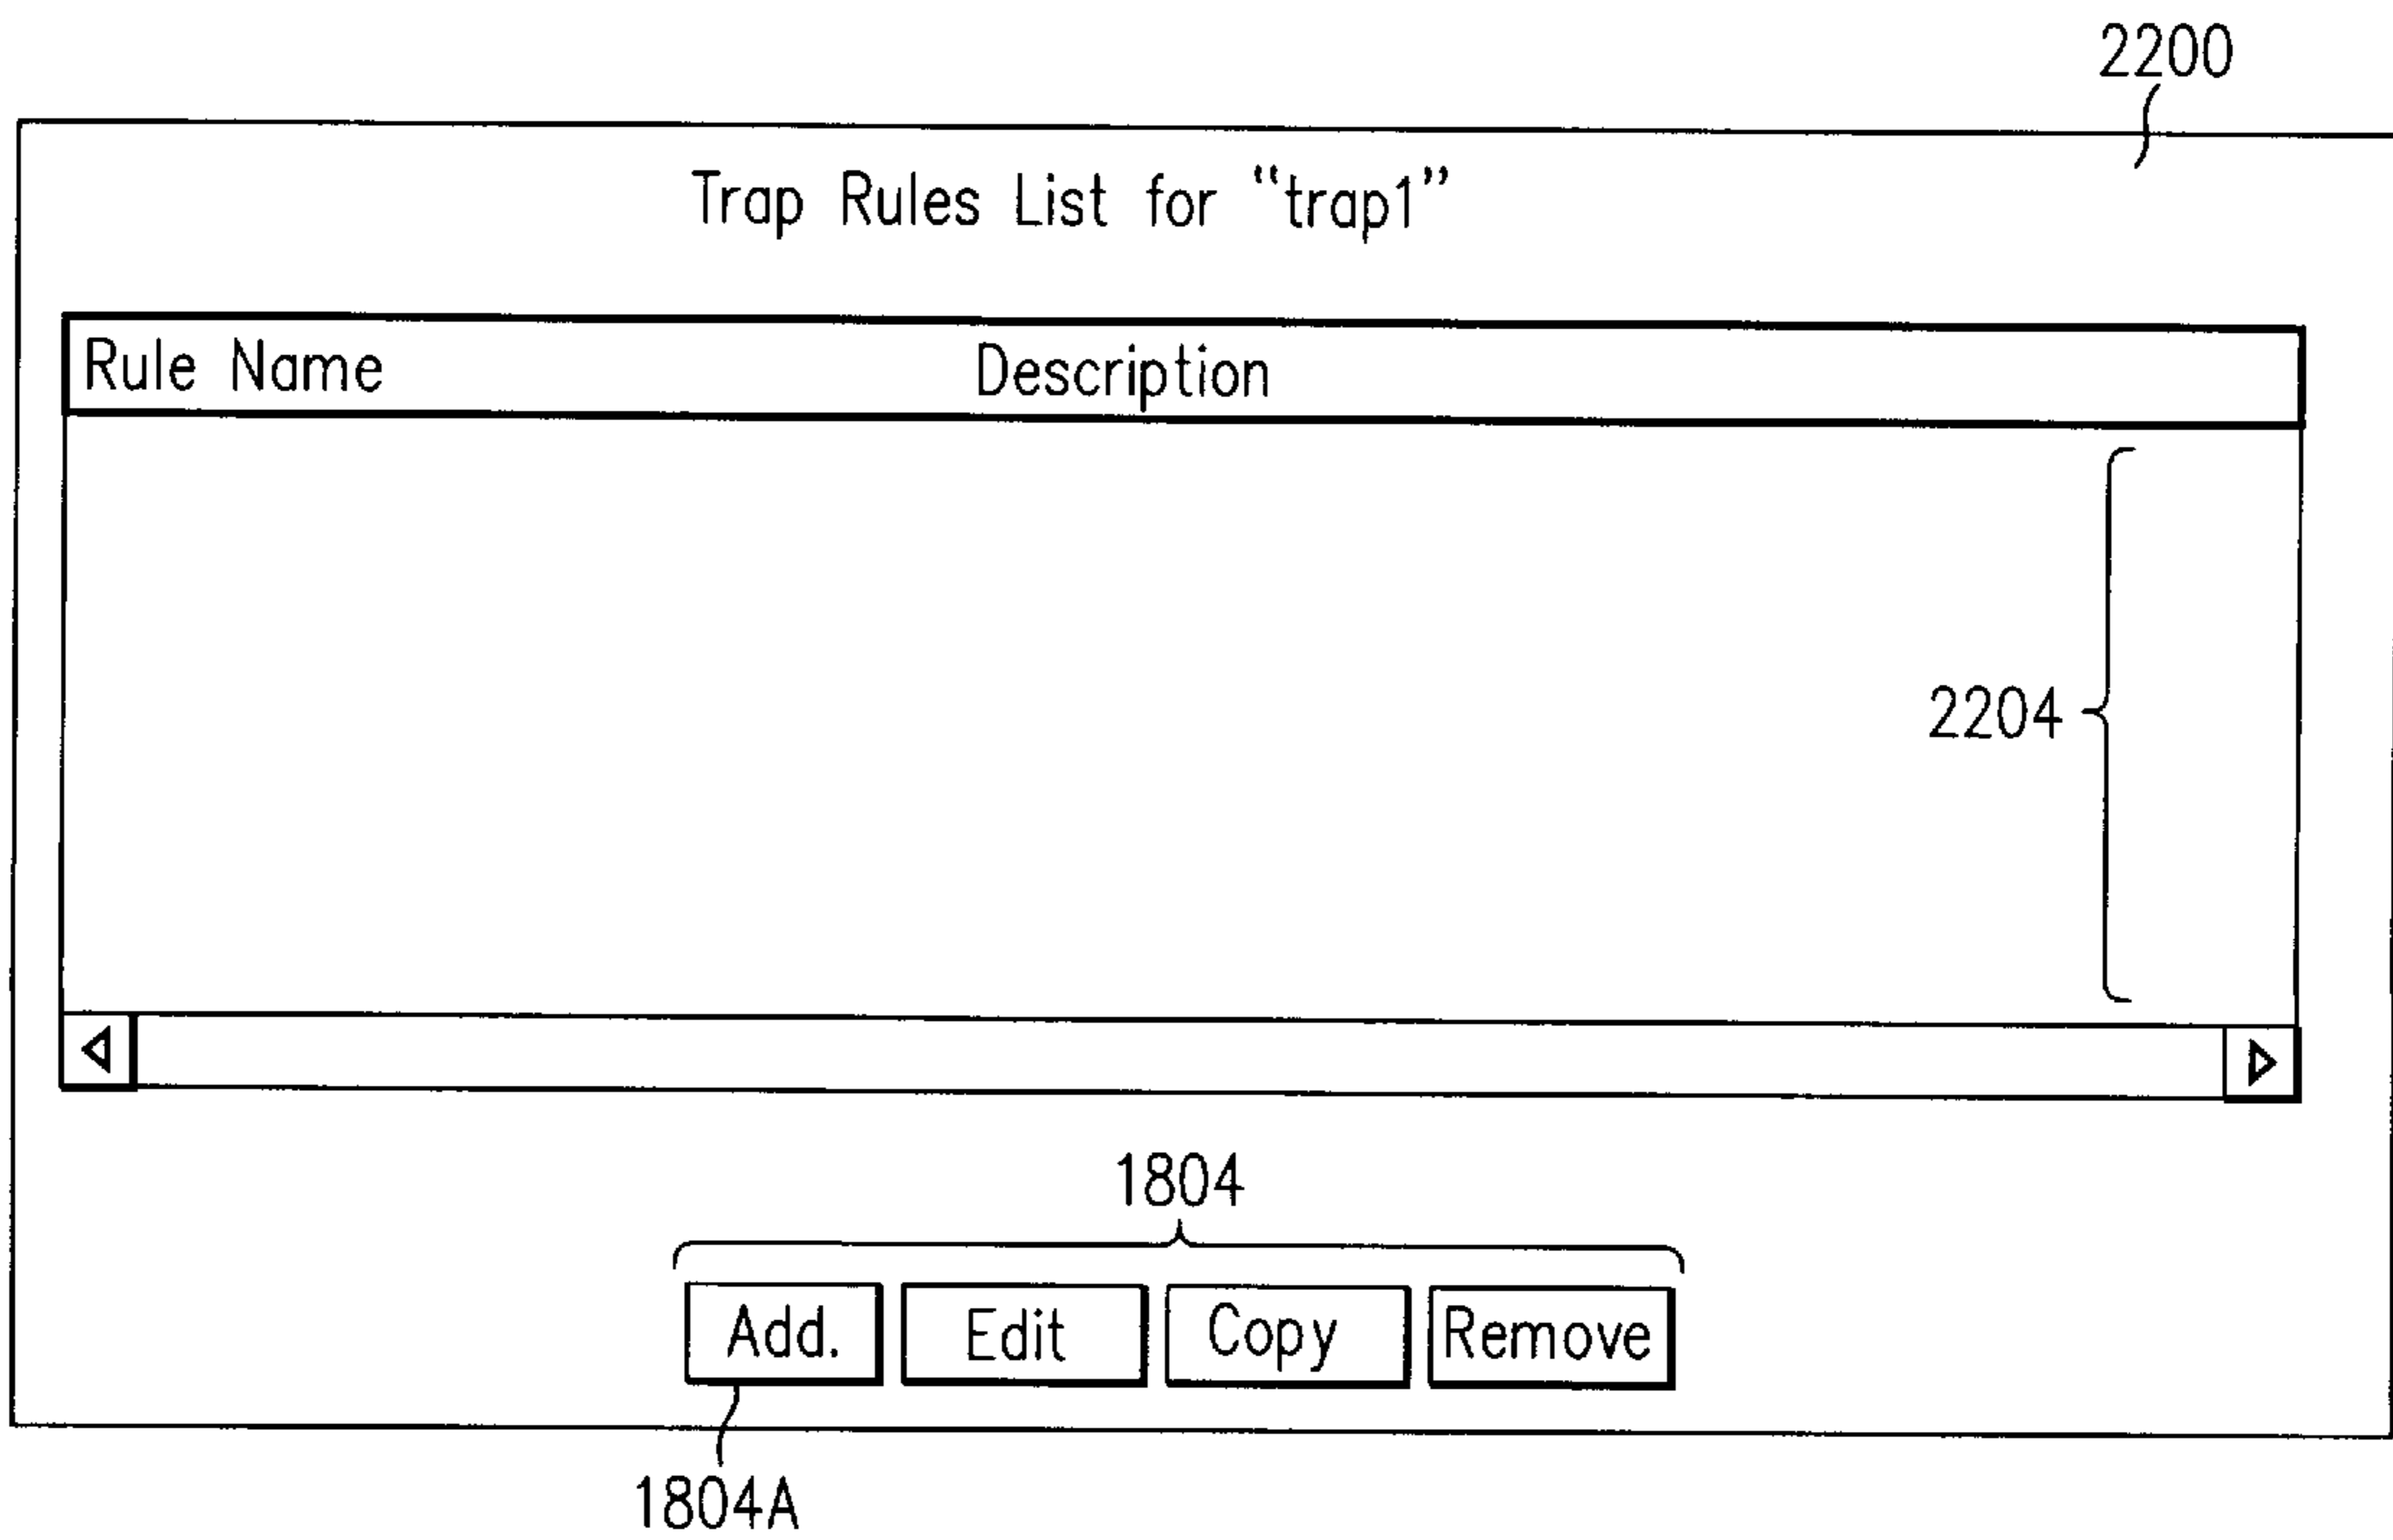 2200
Trap Rules List for “trap1”
Rule Name Description
2204
1804
Add. Edit Copy Remove
1804A